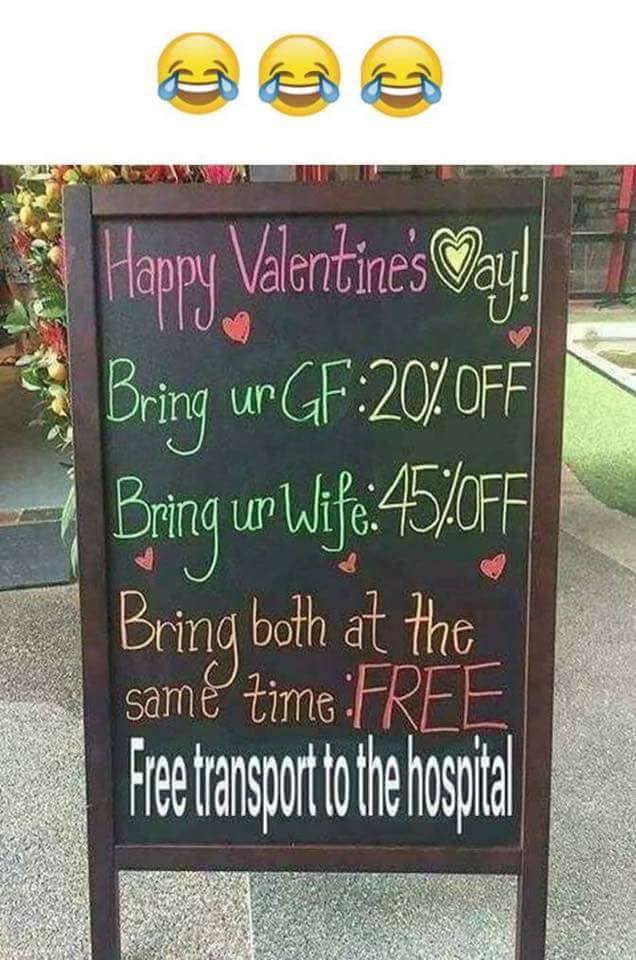 Happy Valentine's Day!
Bring ur GF: 20% OFF
Bring ur Wife: 45% OFF
Bring both at the
same time: FREE
Free transport to the hospital